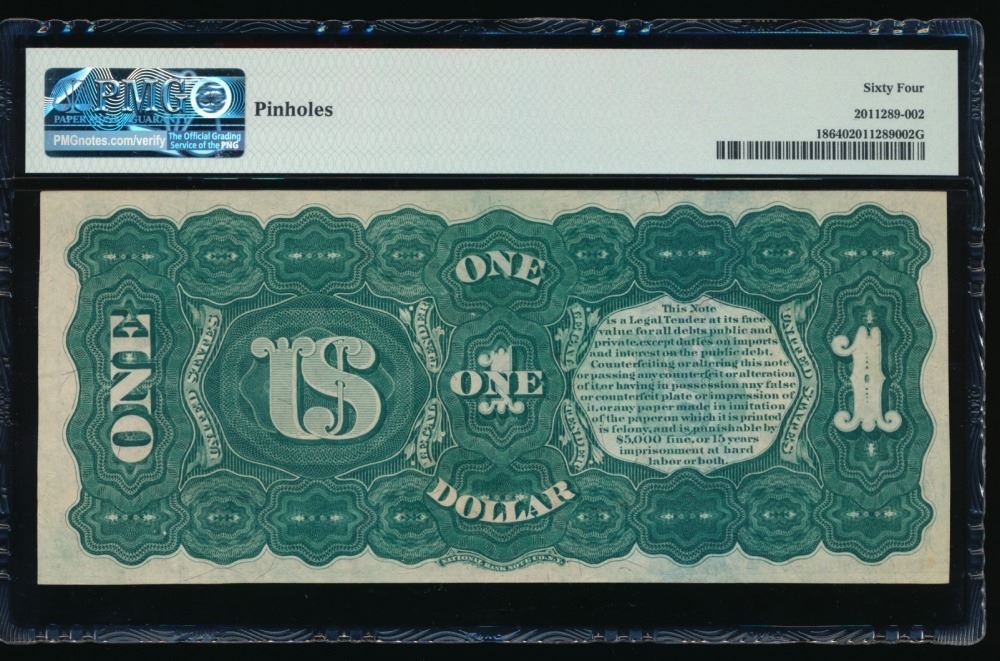 PMG
PAPER MONEY GUARANTY
PMGnotes.com/verify
The Official Grading
Service of the PNG
Pinholes
Sixty Four
2011289-002
186402011289002G
ONE
UNITED STATES
US
LEGAL TENDER
ONE
1
ONE
DOLLAR
LEGAL TENDER
This Note
is a Legal Tender at its face
value for all debts public and
private, except duties on imports
and interest on the public debt.
Counterfeiting or altering this note
or passing any counterfeit or alteration
of it, or having in possession any false
or counterfeit plate or impression of
it, or any paper made in imitation
of the paper on which it is printed
is felony, and is punishable by
$5,000 fine, or 15 years
imprisonment at hard
labor or both.
UNITED STATES
1
NATIONAL BANK NOTE CO. N.Y.